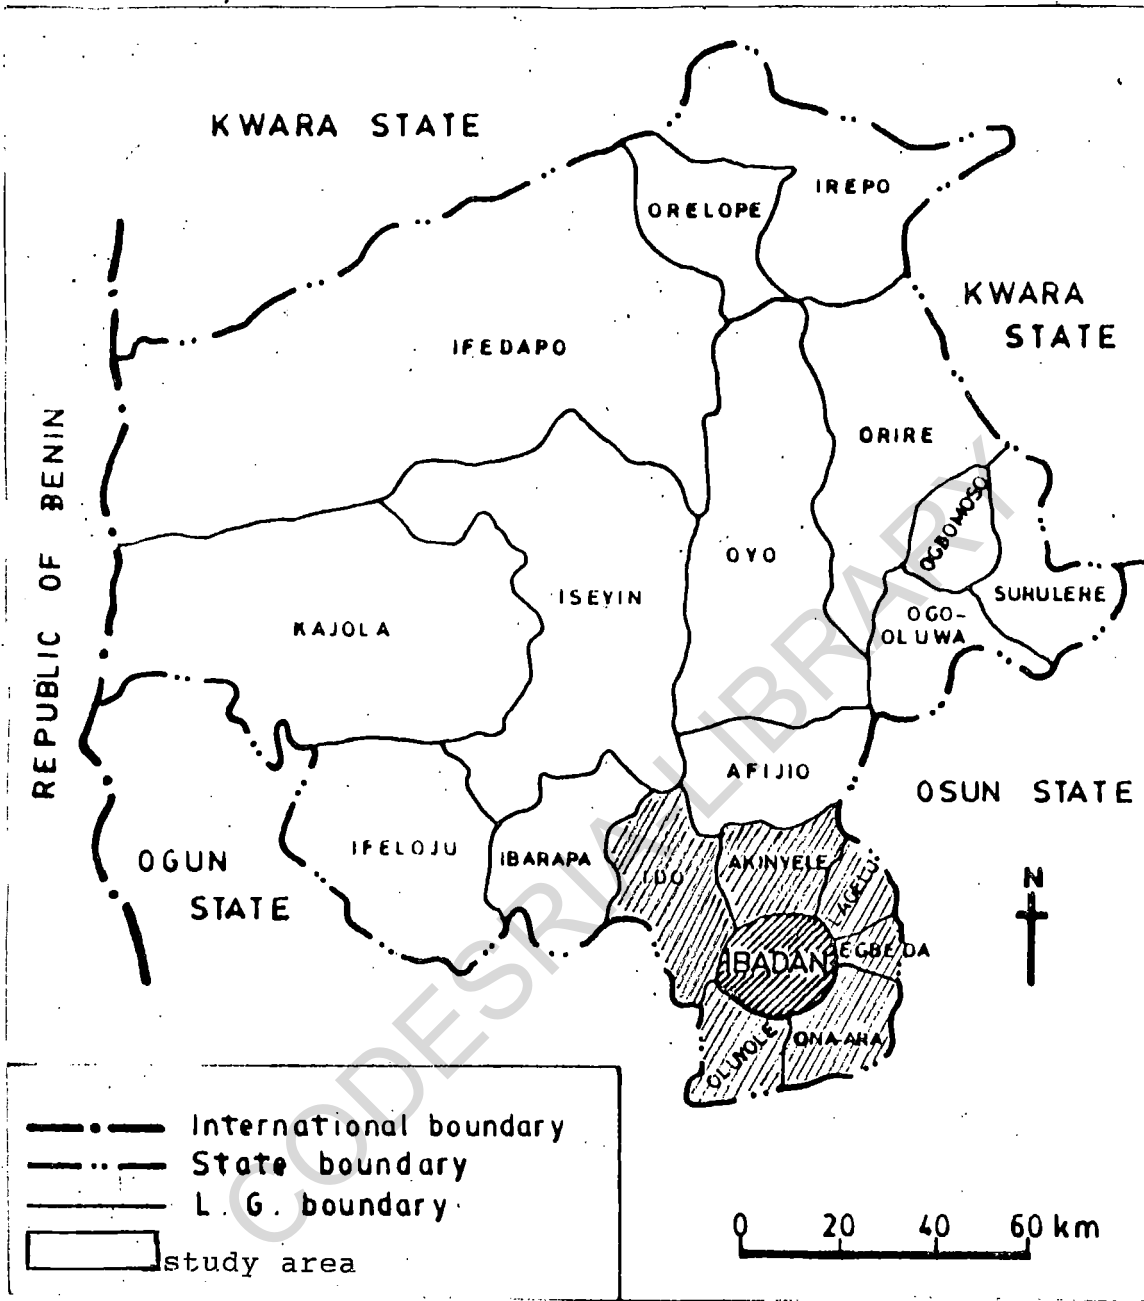 KWARA STATE
IREPO
ORELOPE
KWARA
STATE
IFEDAPO
REPUBLIC OF BENIN
ORIRE
OGBOMOSO
OYO
ISEYIN
SURULERE
OGO-
OLUWA
KAJOLA
AFIJIO
OSUN STATE
OGUN
STATE
IFELOJU
IBARAPA
IDO
AKINYELE
LAGELU
EGBEDA
IBADAN
ONA-ARA
OLUYOLE
N
International boundary
State boundary
L. G. boundary
study area
0 20 40 60 km
CODESRIA - LIBRARY